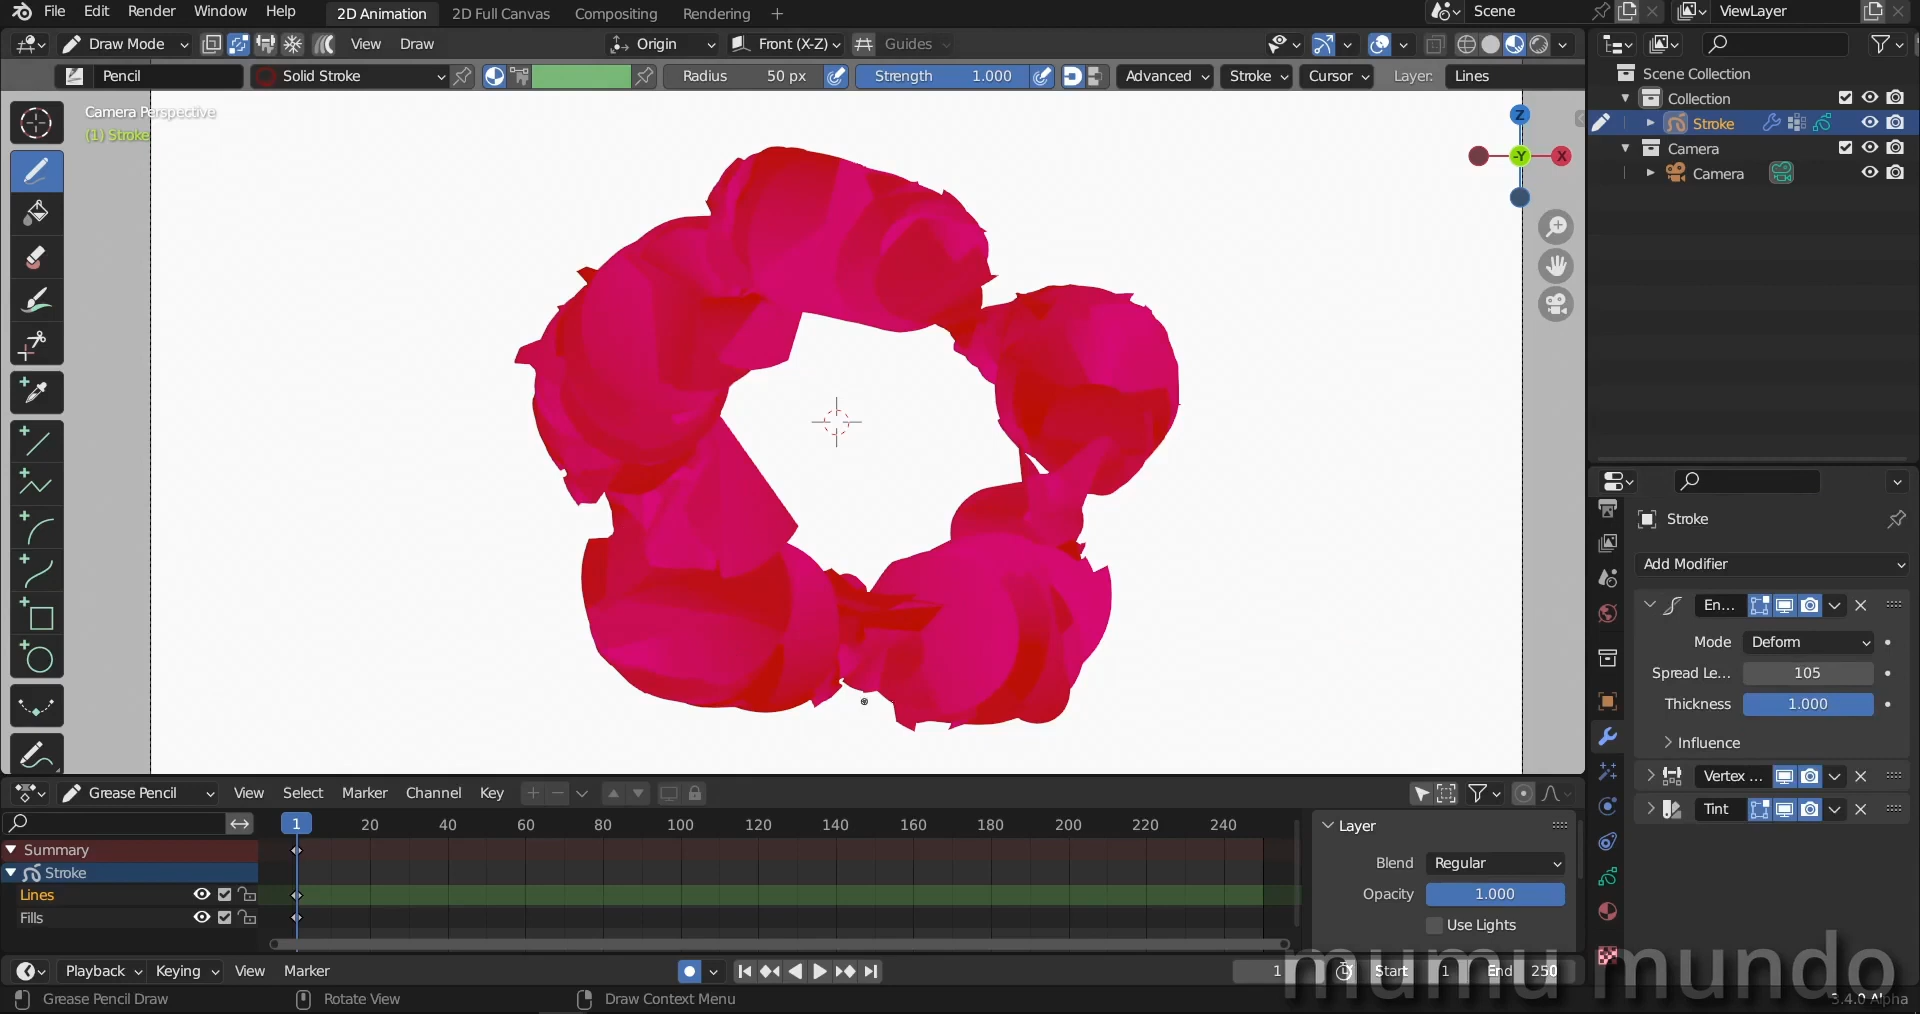 File Edit Render Window Help 2D Animation 2D Full Canvas Compositing Rendering + Scene ViewLayer
Draw Mode View Draw Origin Front (X-Z) Guides
Pencil Solid Stroke Radius 50 px Strength 1.000 Advanced Stroke Cursor Layer: Lines
Scene Collection
Collection
Stroke
Camera
Camera
Camera Perspective
(1) Stroke
Z
-Y X
Stroke
Add Modifier
En...
Mode Deform
Spread Le... 105
Thickness 1.000
Influence
Vertex ...
Tint
Grease Pencil View Select Marker Channel Key
1 20 40 60 80 100 120 140 160 180 200 220 240
Summary
Stroke
Lines
Fills
Layer
Blend Regular
Opacity 1.000
Use Lights
Playback Keying View Marker 1 Start 1 End 250
mumu mundo
Grease Pencil Draw Rotate View Draw Context Menu 3.4.0 Alpha